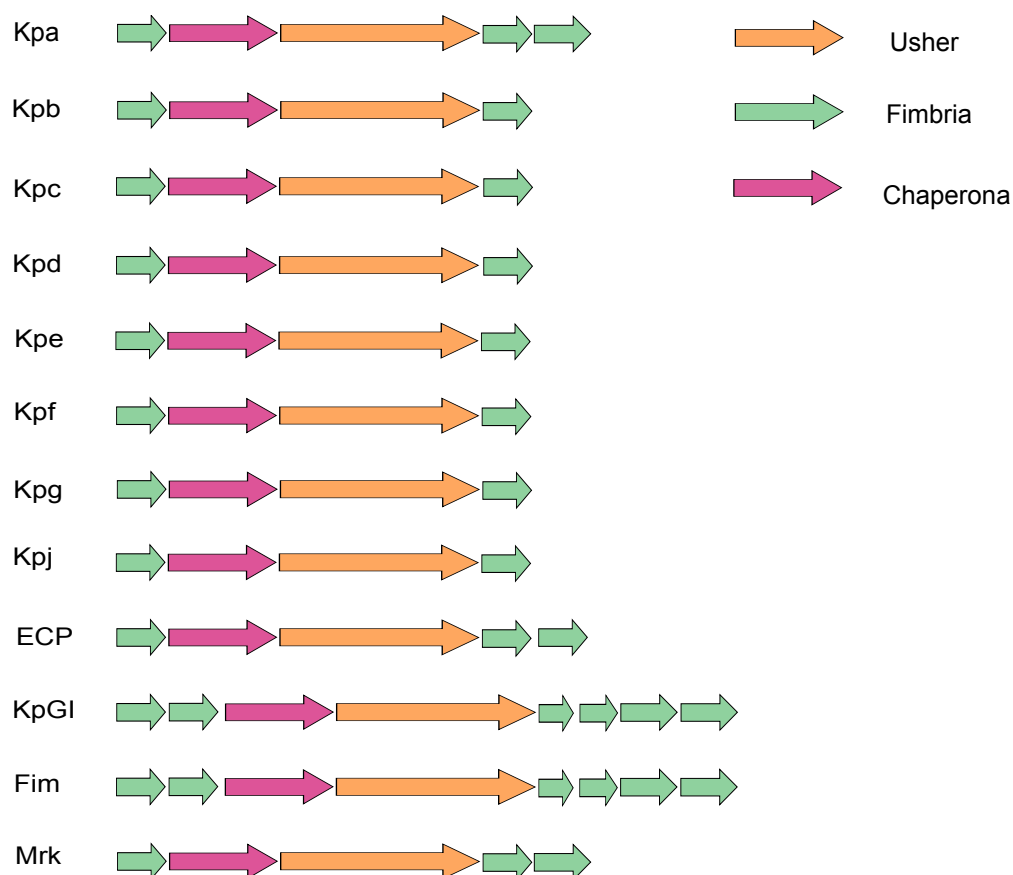 Kpa
Kpb
Kpc
Kpd
Kpe
Kpf
Kpg
Kpj
ECP
KpGI
Fim
Mrk
Usher
Fimbria
Chaperona